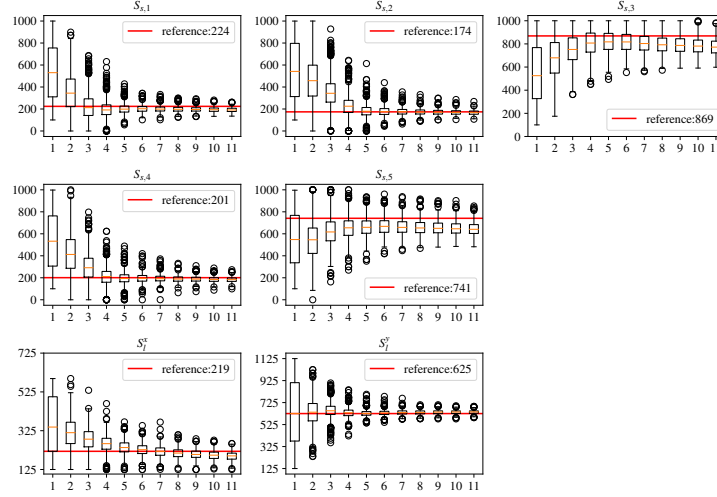 S_{s,1} S_{s,2} S_{s,3}
1000 1000 1000
800 800 800
600 600 600
400 400 400
200 200 200
0 0 0
reference:224 reference:174 reference:869
1 2 3 4 5 6 7 8 9 10 11 1 2 3 4 5 6 7 8 9 10 11 1 2 3 4 5 6 7 8 9 10 1
S_{s,4} S_{s,5}
1000 1000
800 800
600 600
400 400
200 200
0 0
reference:201 reference:741
1 2 3 4 5 6 7 8 9 10 11 1 2 3 4 5 6 7 8 9 10 11
S_l^x S_l^y
725 1125
525 925
325 725
125 625
525
425
325
225
125
reference:219 reference:625
1 2 3 4 5 6 7 8 9 10 11 1 2 3 4 5 6 7 8 9 10 11